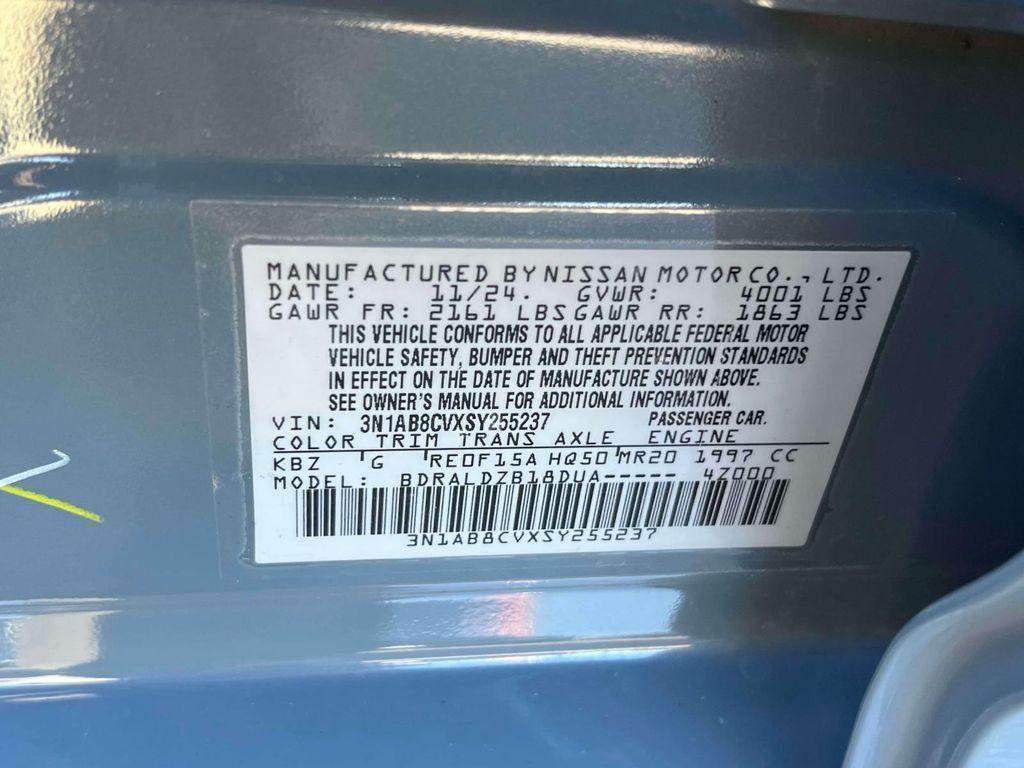 MANUFACTURED BY NISSAN MOTOR CO., LTD.
DATE: 11/24. GVWR: 4001 LBS
GAWR FR: 2161 LBS GAWR RR: 1863 LBS
THIS VEHICLE CONFORMS TO ALL APPLICABLE FEDERAL MOTOR
VEHICLE SAFETY, BUMPER AND THEFT PREVENTION STANDARDS
IN EFFECT ON THE DATE OF MANUFACTURE SHOWN ABOVE.
SEE OWNER'S MANUAL FOR ADDITIONAL INFORMATION.
VIN: 3N1AB8CVXSY255237 PASSENGER CAR.
COLOR TRIM TRANS AXLE ENGINE
KBZ G RE0F15A HQ50 MR20 1997 CC
MODEL: BDRALDZB18DUA----- 4Z000
3N1AB8CVXSY255237